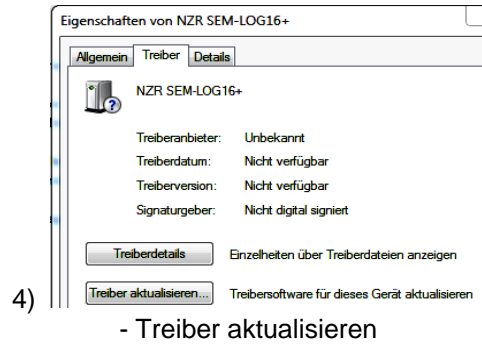 Eigenschaften von NZR SEM-LOG16+
Allgemein Treiber Details
NZR SEM-LOG16+
Treiberanbieter: Unbekannt
Treiberdatum: Nicht verfügbar
Treiberversion: Nicht verfügbar
Signaturgeber: Nicht digital signiert
Treiberdetails Einzelheiten über Treiberdateien anzeigen
4) Treiber aktualisieren... Treibersoftware für dieses Gerät aktualisieren
- Treiber aktualisieren